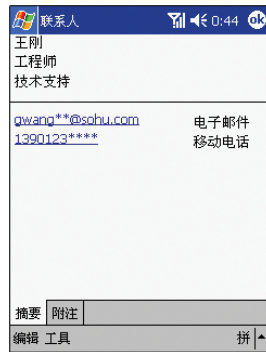 联系人 0:44 ok
王刚
工程师
技术支持
gwang**@sohu.com 电子邮件
1390123**** 移动电话
摘要 附注
编辑 工具 拼